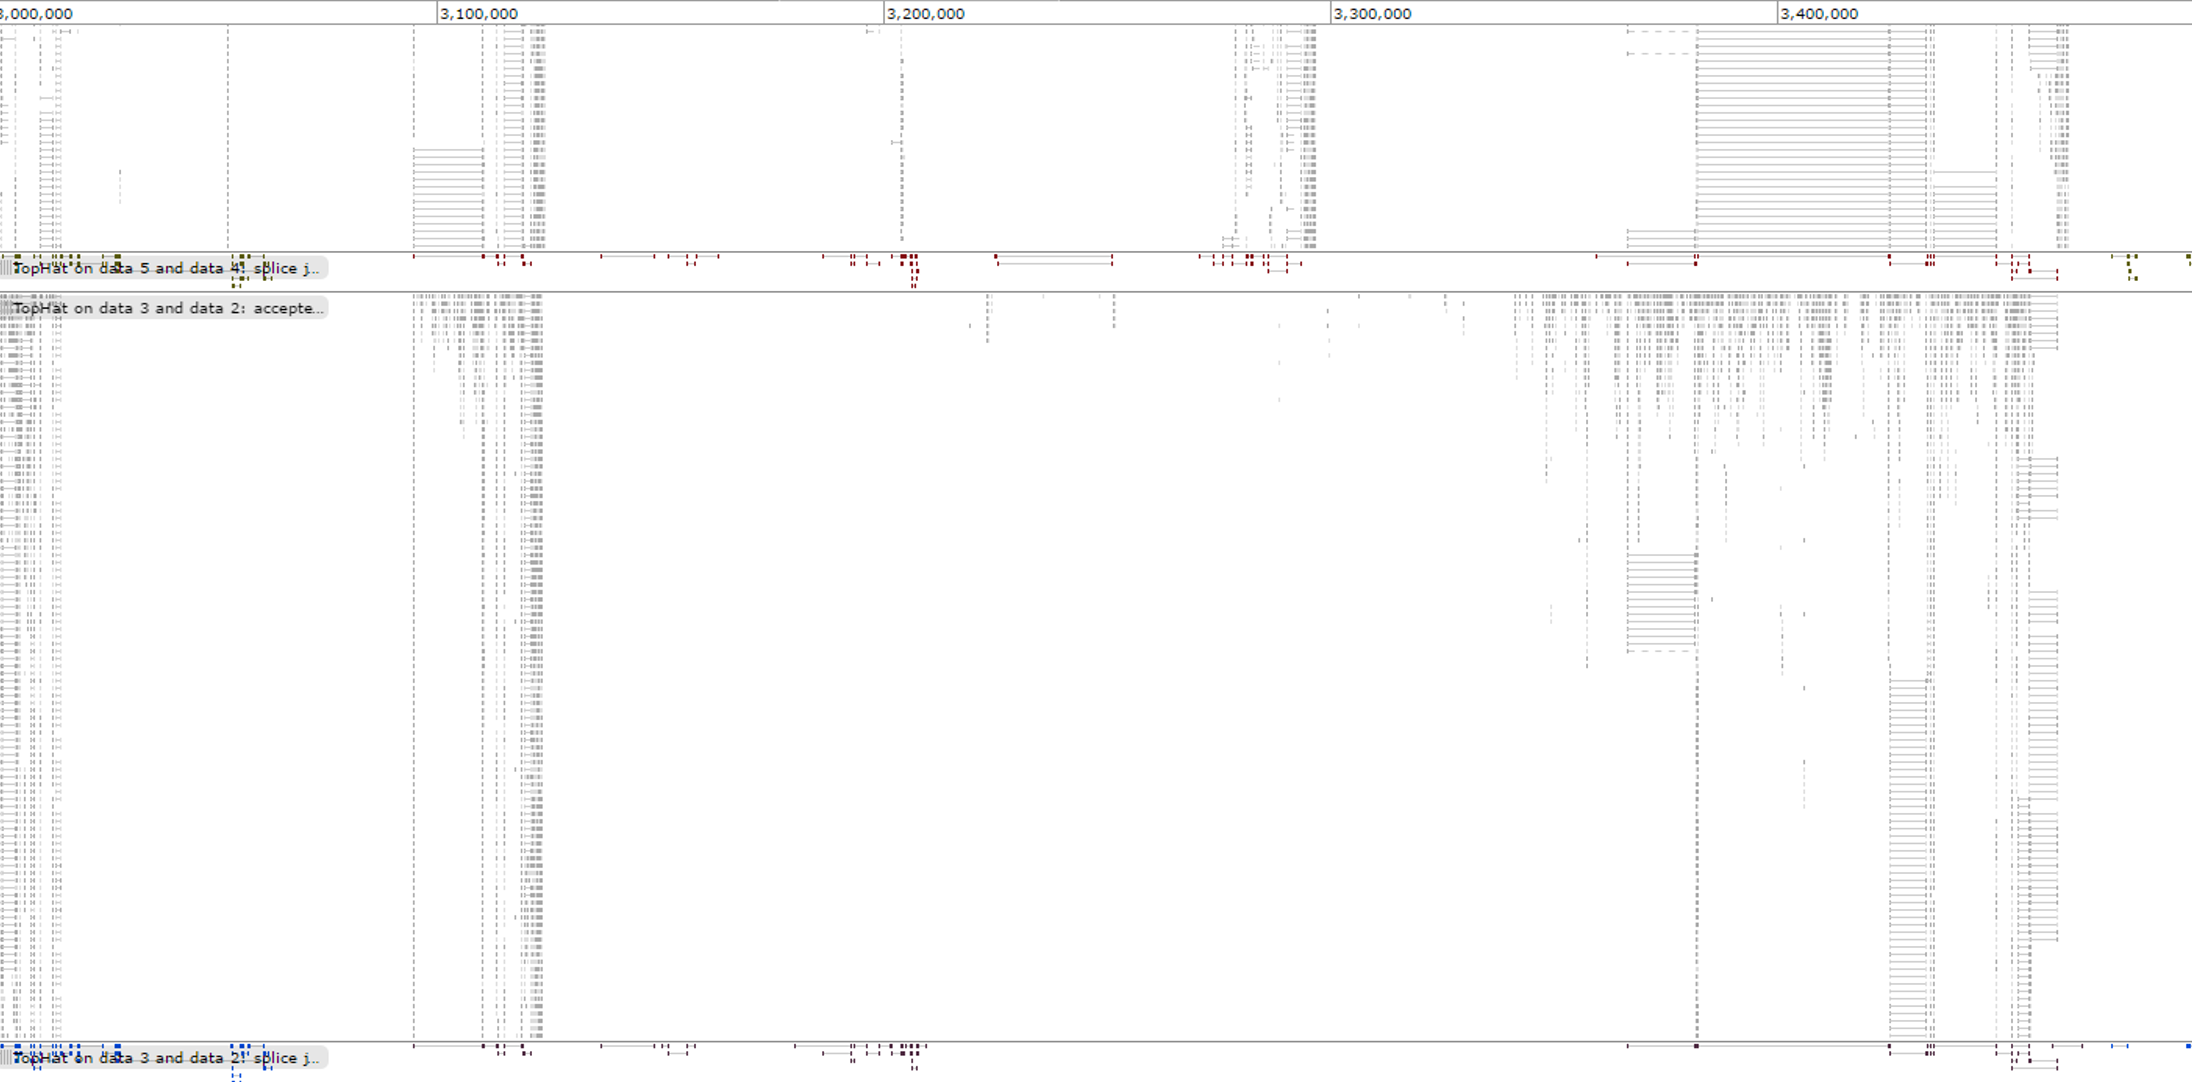 3,000,000 3,100,000 3,200,000 3,300,000 3,400,000
TopHat on data 5 and data 4: splice j...
TopHat on data 3 and data 2: accepte...
TopHat on data 3 and data 2: splice j...